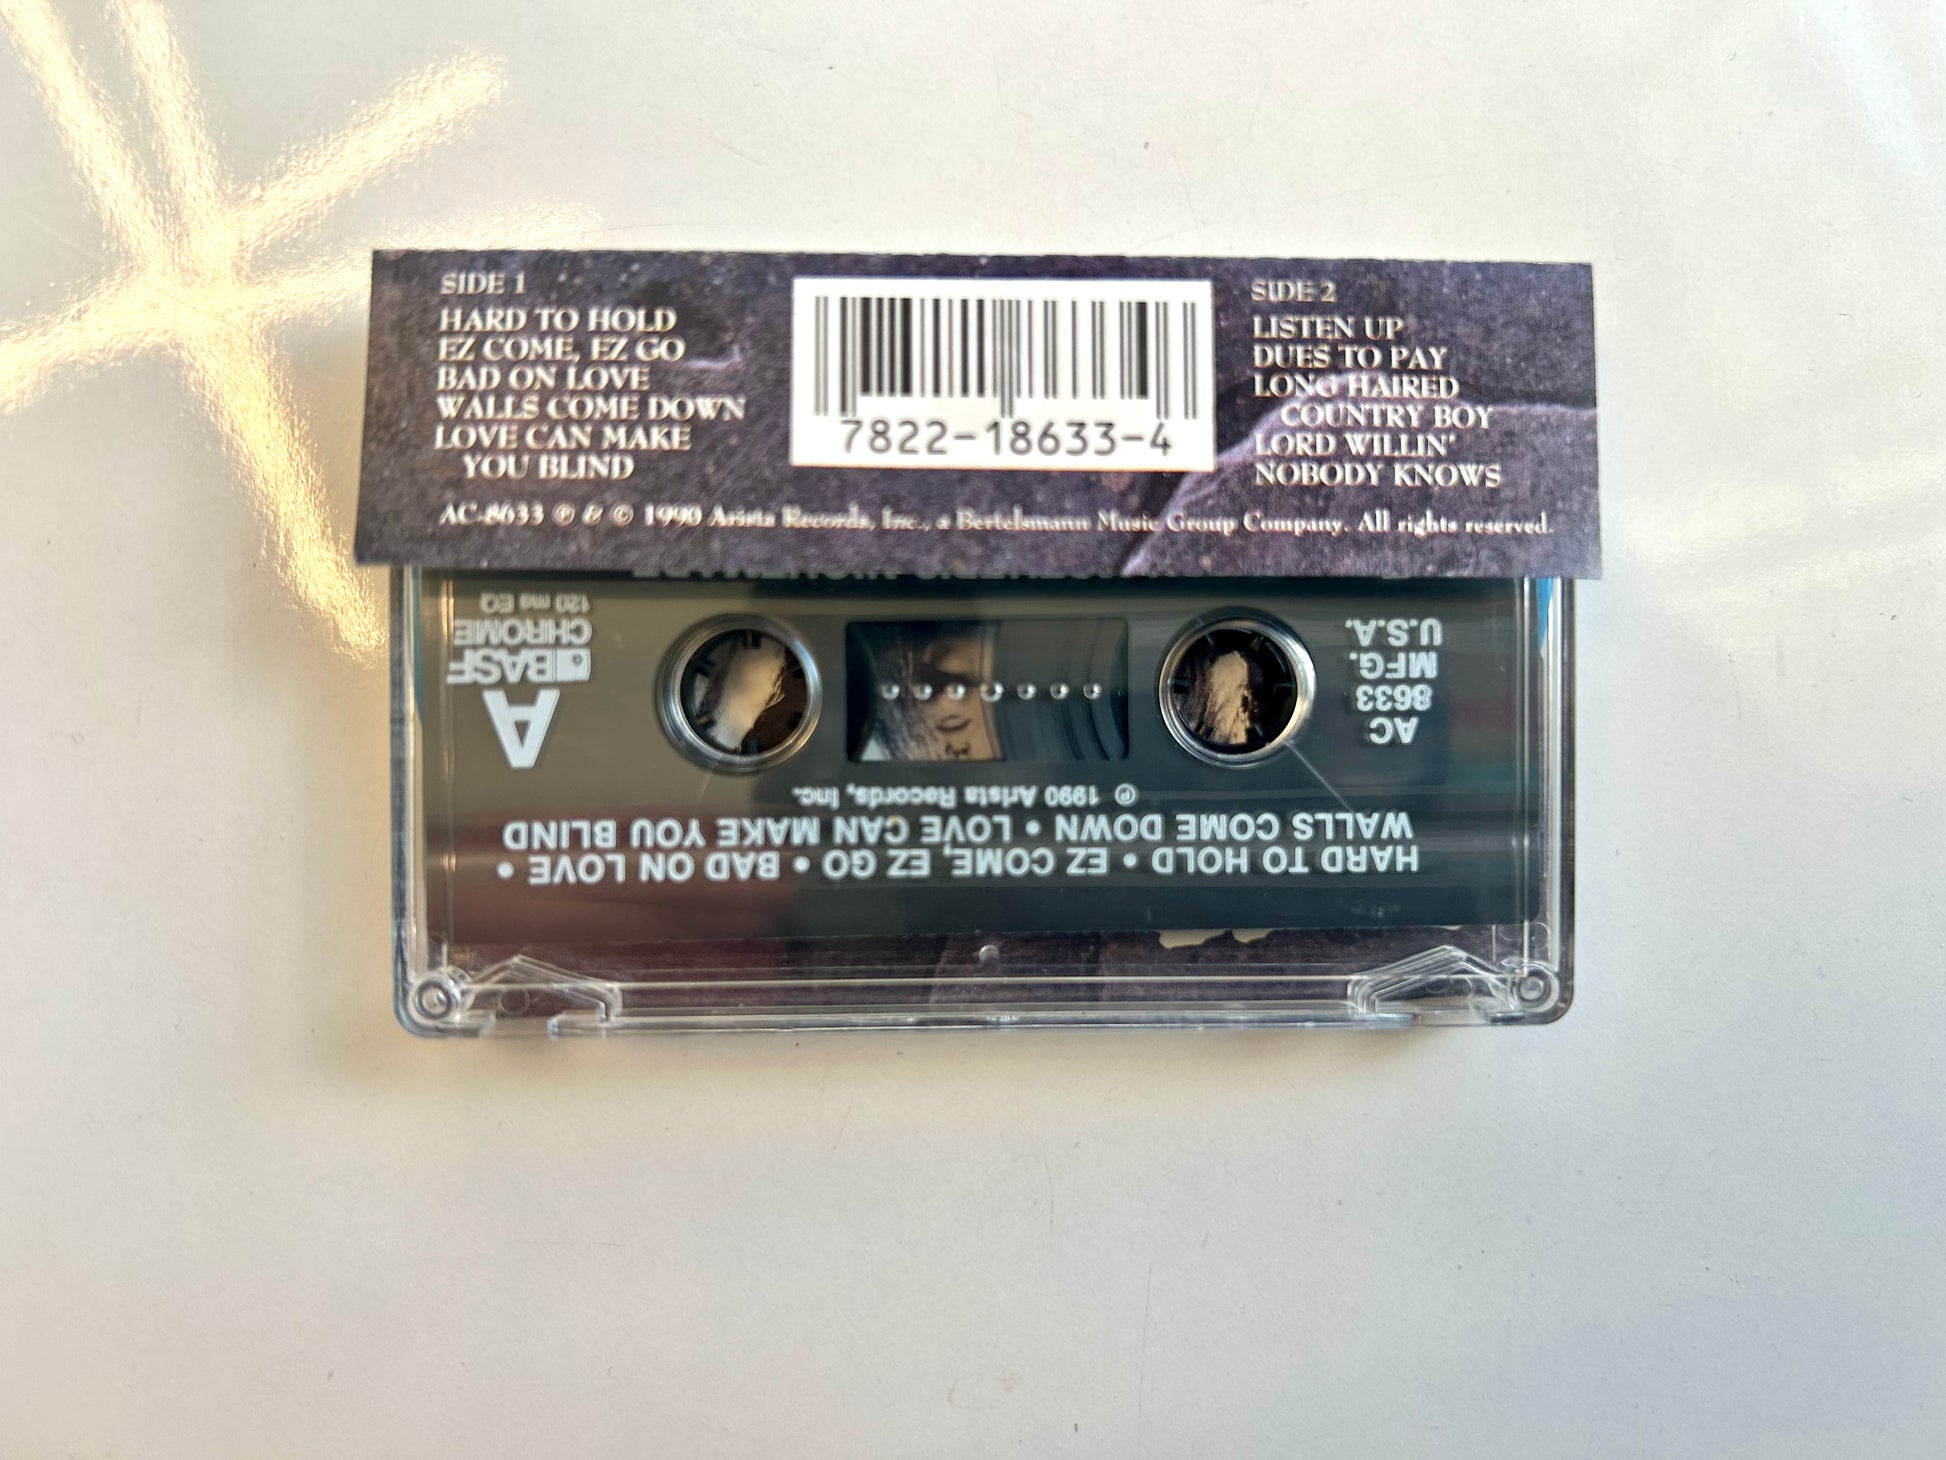 SIDE 1
HARD TO HOLD
EZ COME, EZ GO
BAD ON LOVE
WALLS COME DOWN
LOVE CAN MAKE
YOU BLIND
7822-18633-4
SIDE 2
LISTEN UP
DUES TO PAY
LONG HAIRED
COUNTRY BOY
LORD WILLIN'
NOBODY KNOWS
AC-8633 ℗ & © 1990 Arista Records, Inc., a Bertelsmann Music Group Company. All rights reserved.
HARD TO HOLD • EZ COME, EZ GO • BAD ON LOVE •
WALLS COME DOWN • LOVE CAN MAKE YOU BLIND
℗ 1990 Arista Records, Inc.
AC
8633
MFG.
U.S.A.
A
BASF
CHROME
120 ms EQ